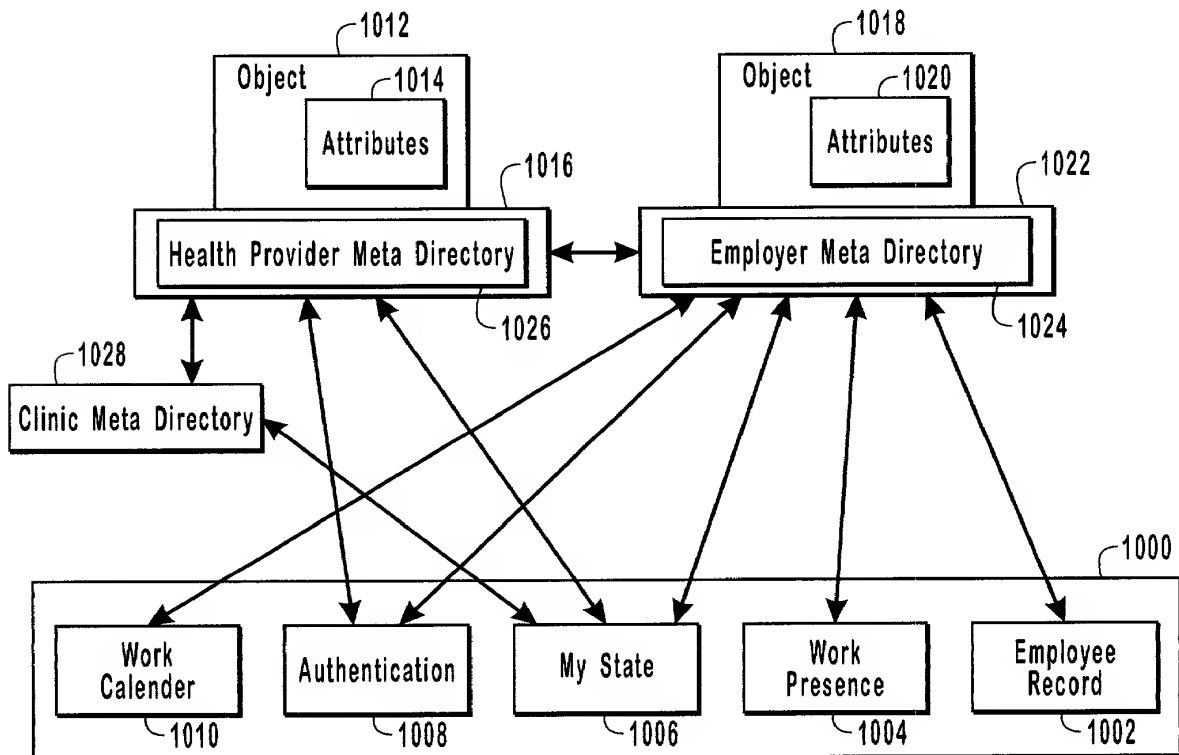 1012
Object
1014
Attributes
1016
Health Provider Meta Directory
1026
1018
Object
1020
Attributes
1022
Employer Meta Directory
1024
1028
Clinic Meta Directory
1000
Work
Calender
1010
Authentication
1008
My State
1006
Work
Presence
1004
Employee
Record
1002